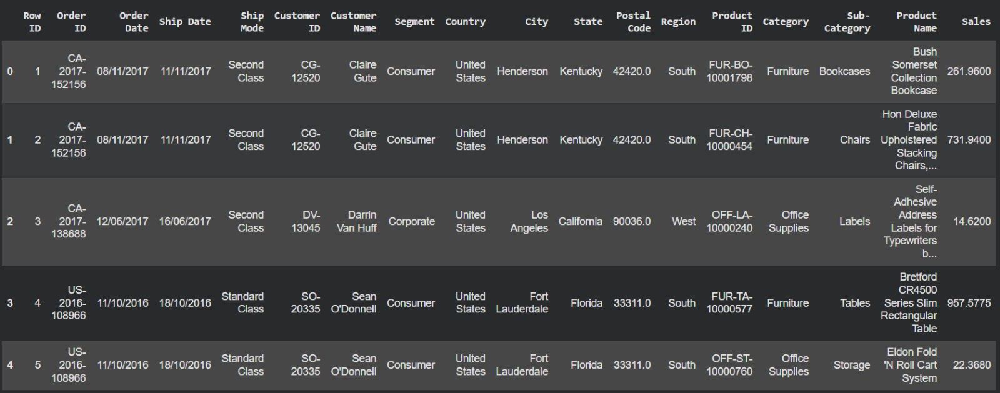 Row ID Order ID Order Date Ship Date Ship Mode Customer ID Customer Name Segment Country City State Postal Code Region Product ID Category Sub-Category Product Name Sales
0 1 CA-2017-152156 08/11/2017 11/11/2017 Second Class CG-12520 Claire Gute Consumer United States Henderson Kentucky 42420.0 South FUR-BO-10001798 Furniture Bookcases Bush Somerset Collection Bookcase 261.9600
1 2 CA-2017-152156 08/11/2017 11/11/2017 Second Class CG-12520 Claire Gute Consumer United States Henderson Kentucky 42420.0 South FUR-CH-10000454 Furniture Chairs Hon Deluxe Fabric Upholstered Stacking Chairs,... 731.9400
2 3 CA-2017-138688 12/06/2017 16/06/2017 Second Class DV-13045 Darrin Van Huff Corporate United States Los Angeles California 90036.0 West OFF-LA-10000240 Office Supplies Labels Self-Adhesive Address Labels for Typewriters b... 14.6200
3 4 US-2016-108966 11/10/2016 18/10/2016 Standard Class SO-20335 Sean O'Donnell Consumer United States Fort Lauderdale Florida 33311.0 South FUR-TA-10000577 Furniture Tables Bretford CR4500 Series Slim Rectangular Table 957.5775
4 5 US-2016-108966 11/10/2016 18/10/2016 Standard Class SO-20335 Sean O'Donnell Consumer United States Fort Lauderdale Florida 33311.0 South OFF-ST-10000760 Office Supplies Storage Eldon Fold 'N Roll Cart System 22.3680